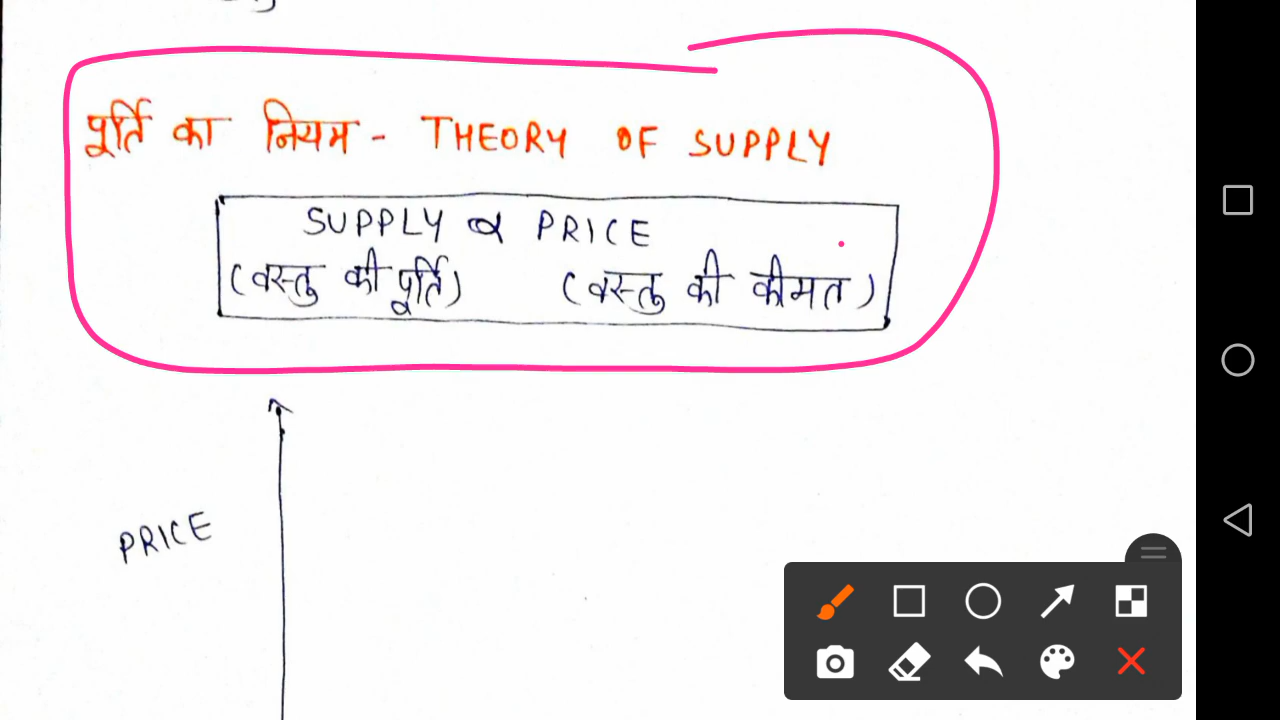 पूर्ति का नियम - THEORY OF SUPPLY
SUPPLY ∝ PRICE
(वस्तु की पूर्ति) (वस्तु की कीमत)
PRICE